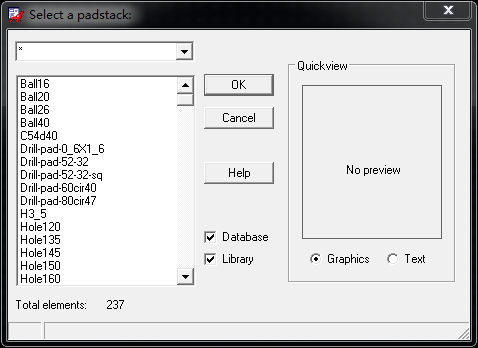 Select a padstack:
*
Ball16
Ball20
Ball26
Ball40
C54d40
Drill-pad-0_6X1_6
Drill-pad-52-32
Drill-pad-52-32-sq
Drill-pad-60cir40
Drill-pad-80cir47
H3_5
Hole120
Hole135
Hole145
Hole150
Hole160
OK
Cancel
Help
Database
Library
Quickview
No preview
Graphics Text
Total elements: 237